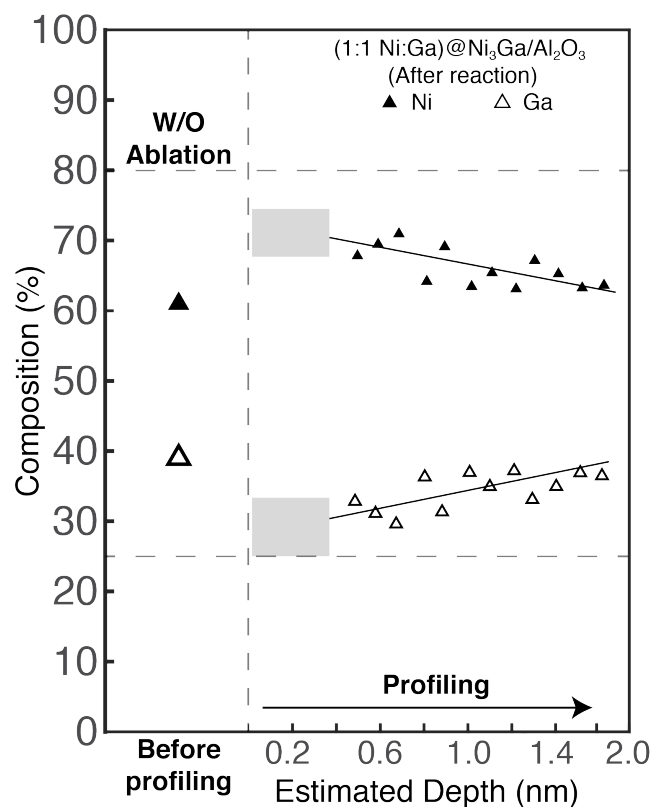 (1:1 Ni:Ga)@Ni₃Ga/Al₂O₃
(After reaction)
▲ Ni △ Ga
W/O
Ablation
100
90
80
70
60
50
40
30
20
10
0
Composition (%)
Profiling
Before
profiling
0.2 0.6 1.0 1.4 2.0
Estimated Depth (nm)